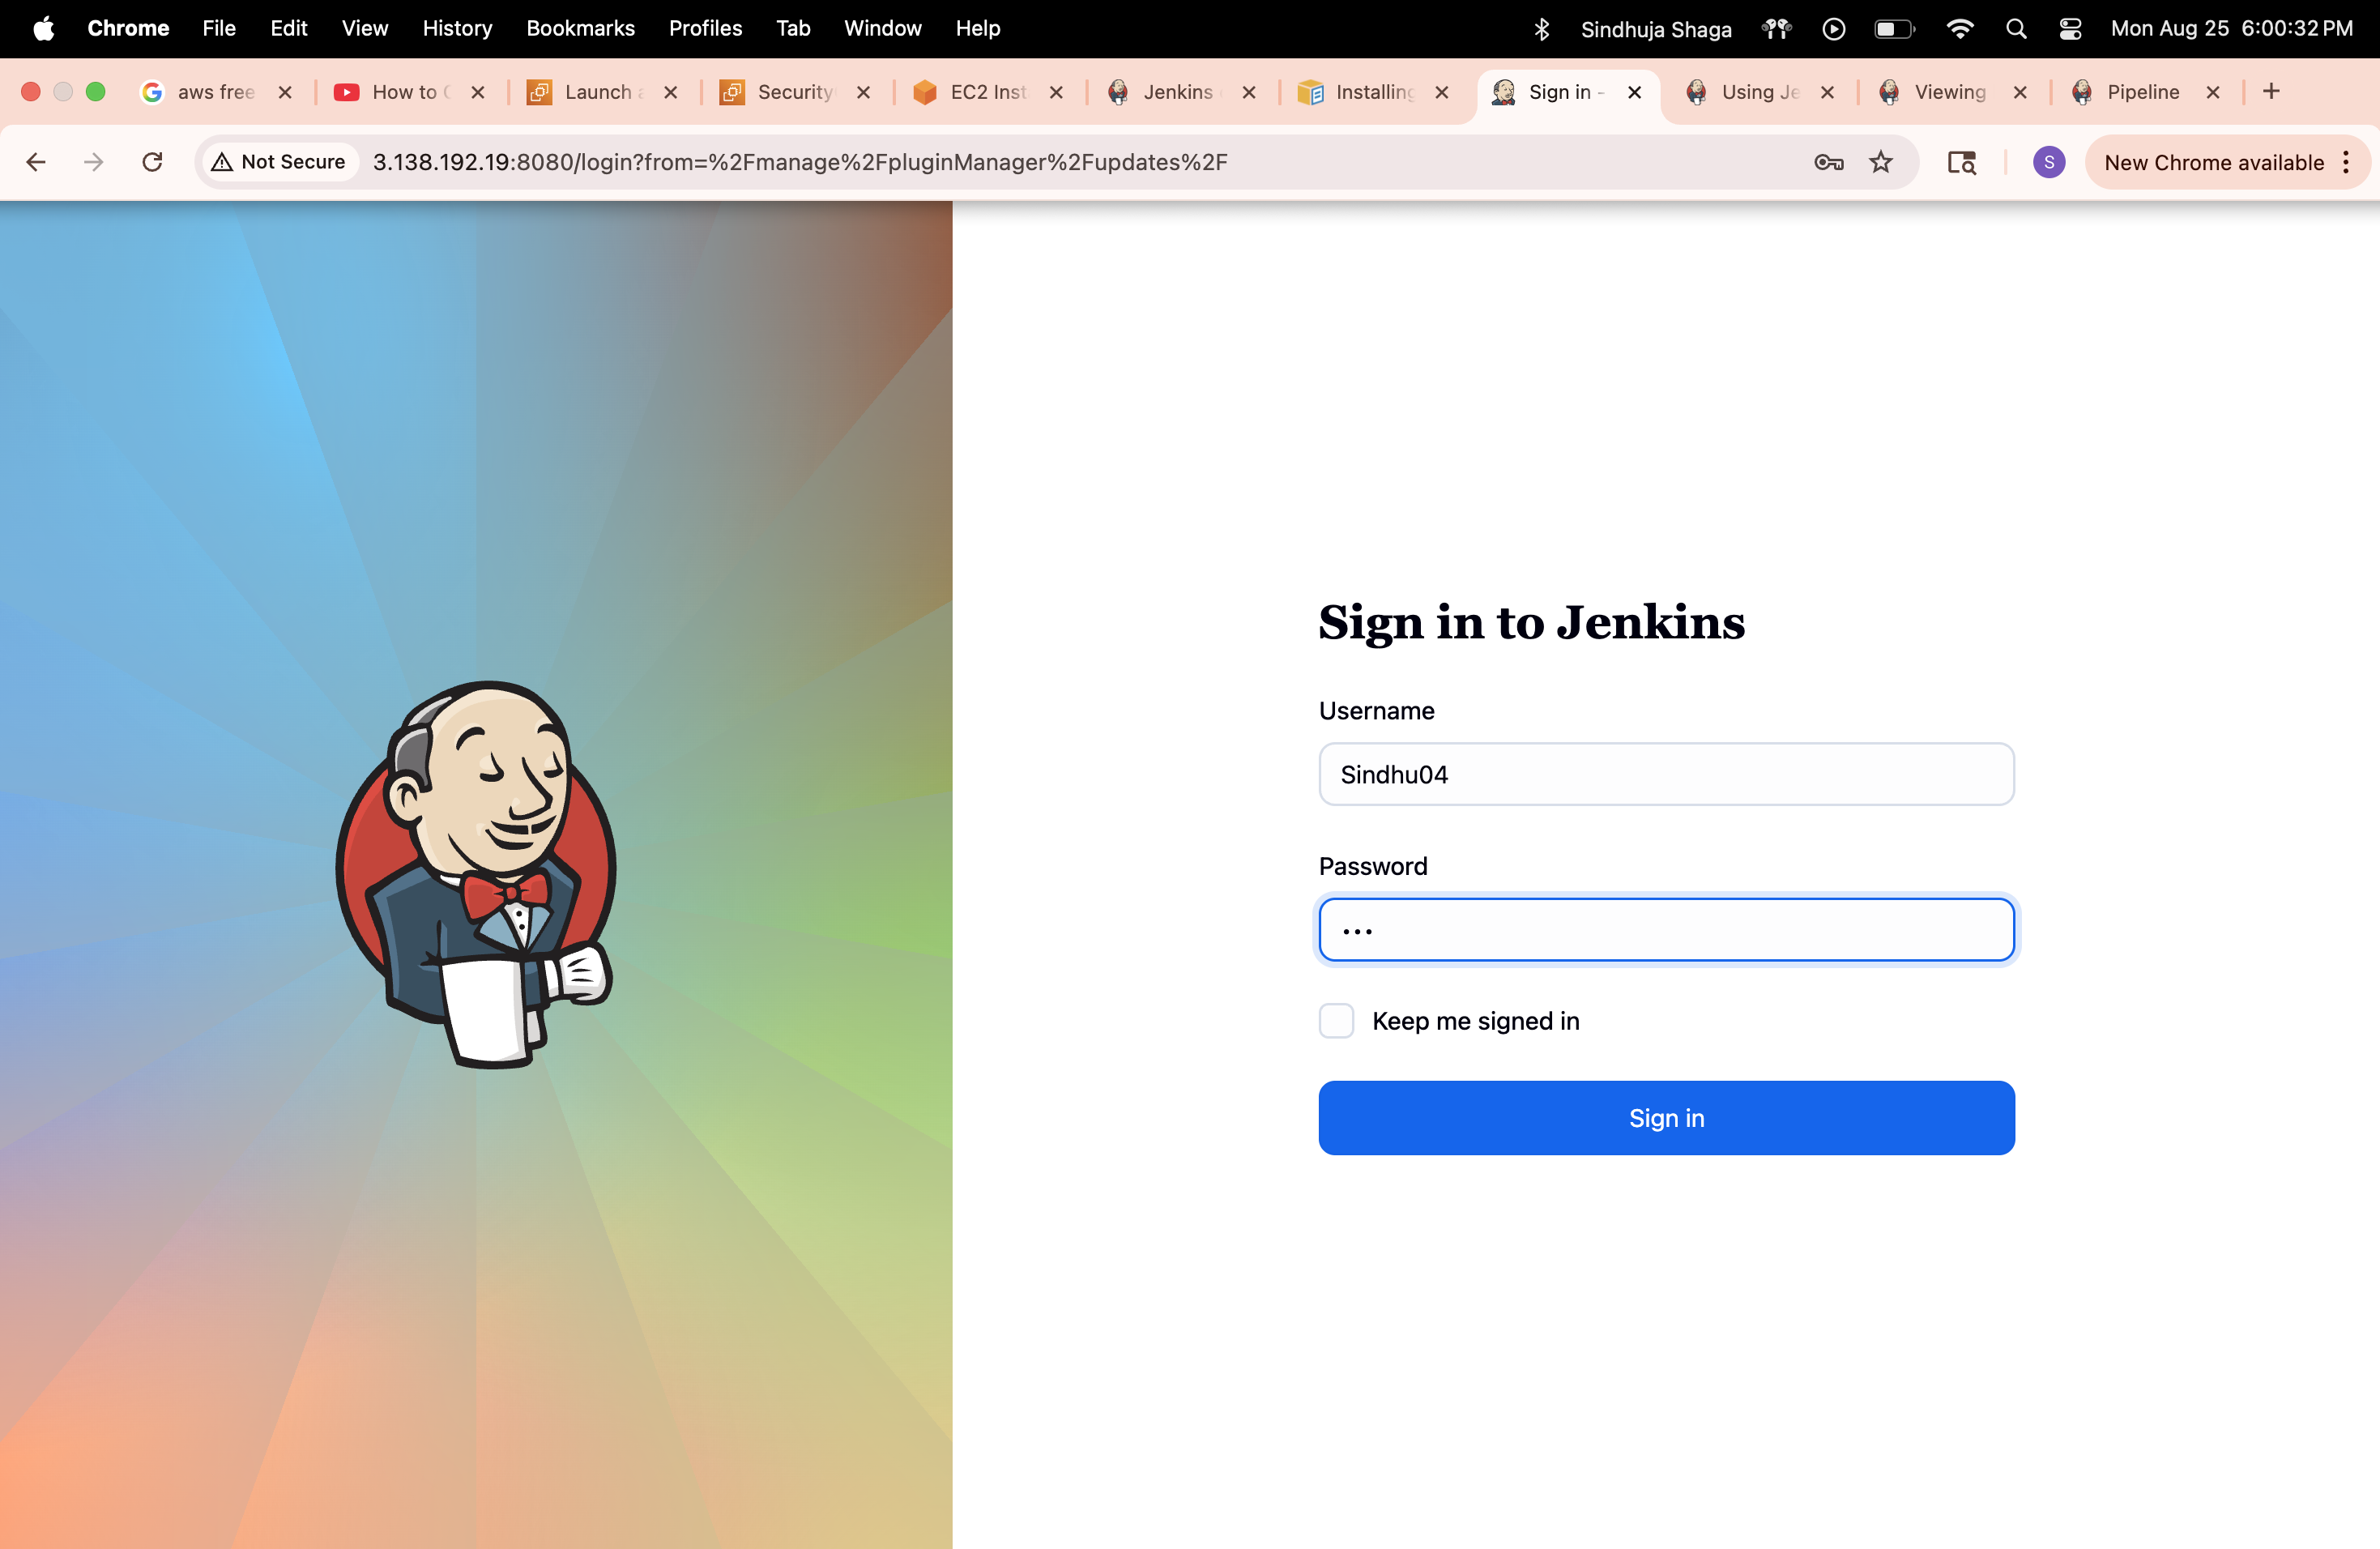 Chrome File Edit View History Bookmarks Profiles Tab Window Help Sindhuja Shaga Mon Aug 25 6:00:32 PM
aws free How to Launch Security EC2 Inst Jenkins Installing Sign in - Using Je Viewing Pipeline
Not Secure 3.138.192.19:8080/login?from=%2Fmanage%2FpluginManager%2Fupdates%2F S New Chrome available
Sign in to Jenkins
Username
Sindhu04
Password
•••
Keep me signed in
Sign in